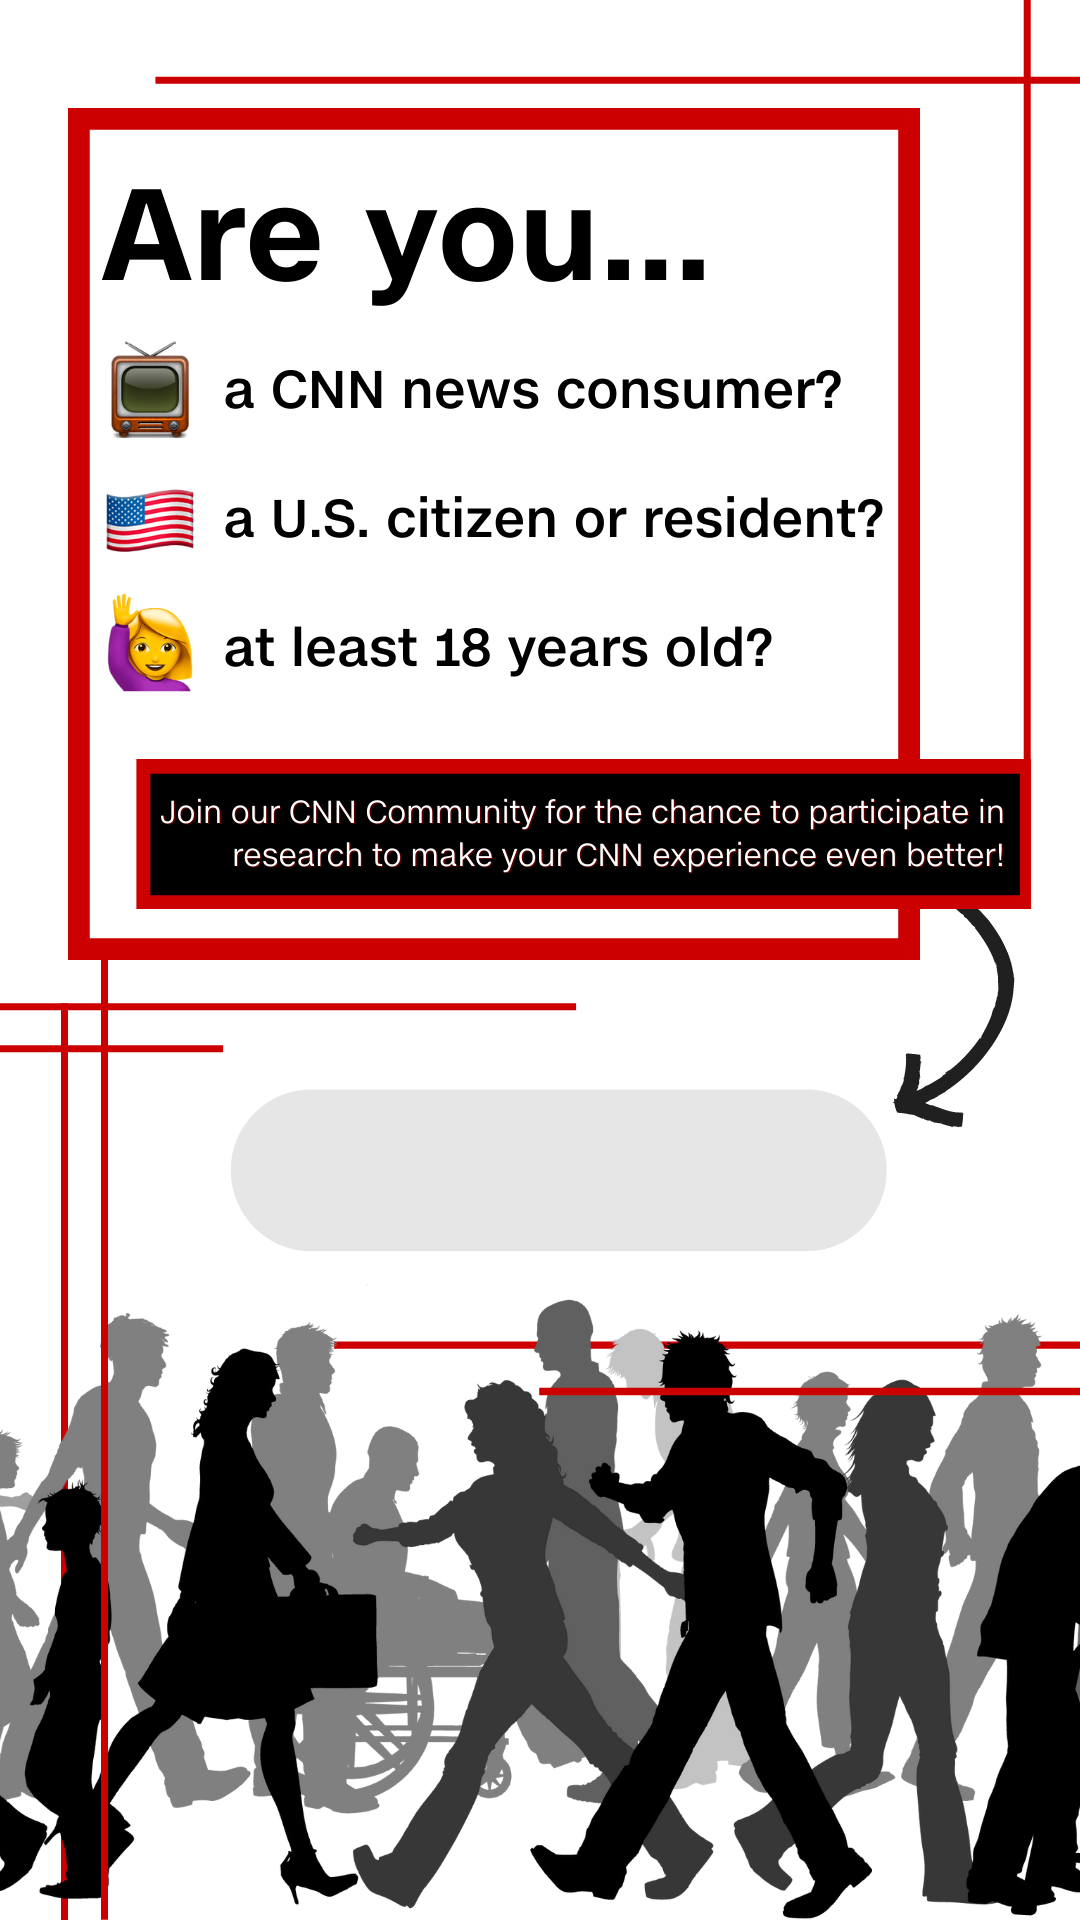 Are you...
a CNN news consumer?
a U.S. citizen or resident?
at least 18 years old?
Join our CNN Community for the chance to participate in
research to make your CNN experience even better!